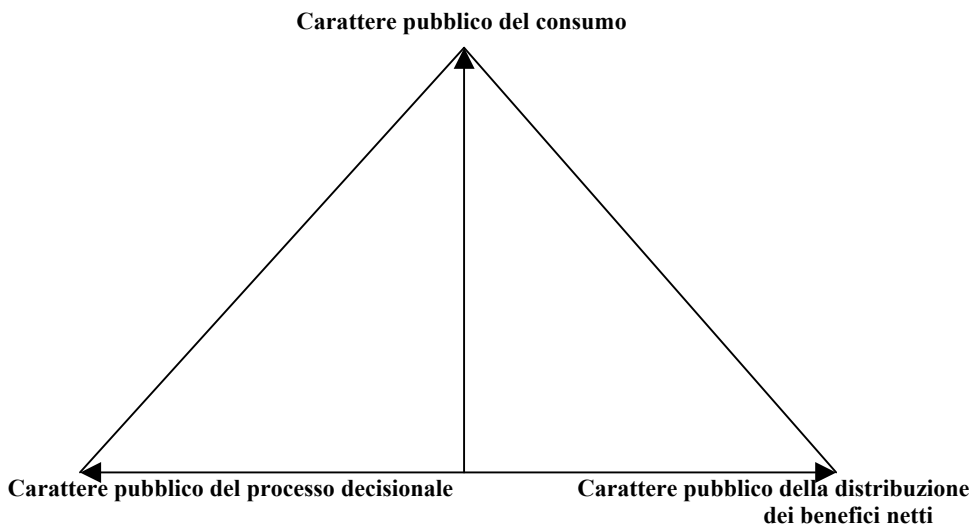 Carattere pubblico del consumo
Carattere pubblico del processo decisionale
Carattere pubblico della distribuzione
dei benefici netti